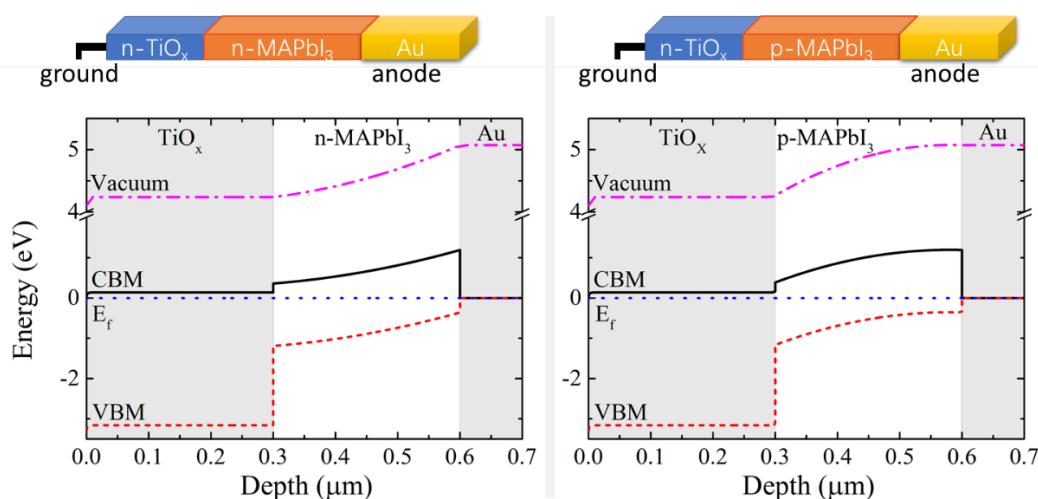 n-TiOx n-MAPbI3 Au
ground anode
TiOx n-MAPbI3 Au
Vacuum
CBM
Ef
VBM
5
4
0
-2
Energy (eV)
0.0 0.1 0.2 0.3 0.4 0.5 0.6 0.7
Depth (μm)
n-TiOx p-MAPbI3 Au
ground anode
TiOX p-MAPbI3 Au
Vacuum
CBM
Ef
VBM
5
4
0
-2
0.0 0.1 0.2 0.3 0.4 0.5 0.6 0.7
Depth (μm)